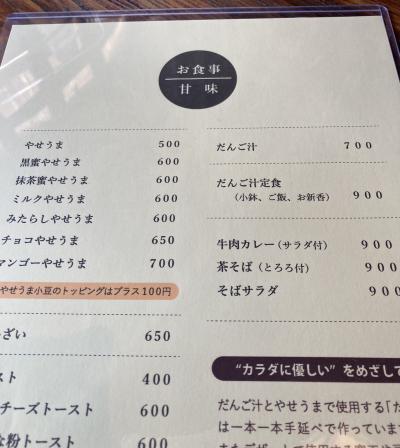 お食事
甘味
やせうま 500
黒蜜やせうま 600
抹茶蜜やせうま 600
ミルクやせうま 600
みたらしやせうま 600
チョコやせうま 650
マンゴーやせうま 700
やせうま小豆のトッピングはプラス100円
ざい 650
スト 400
チーズトースト 600
な粉トースト 600
だんご汁 700
だんご汁定食
(小鉢、ご飯、お新香) 900
牛肉カレー(サラダ付) 900
茶そば(とろろ付) 900
そばサラダ 900
“カラダに優しい”をめざして
だんご汁とやせうまで使用する「だ
は一本一本手延べで作っています